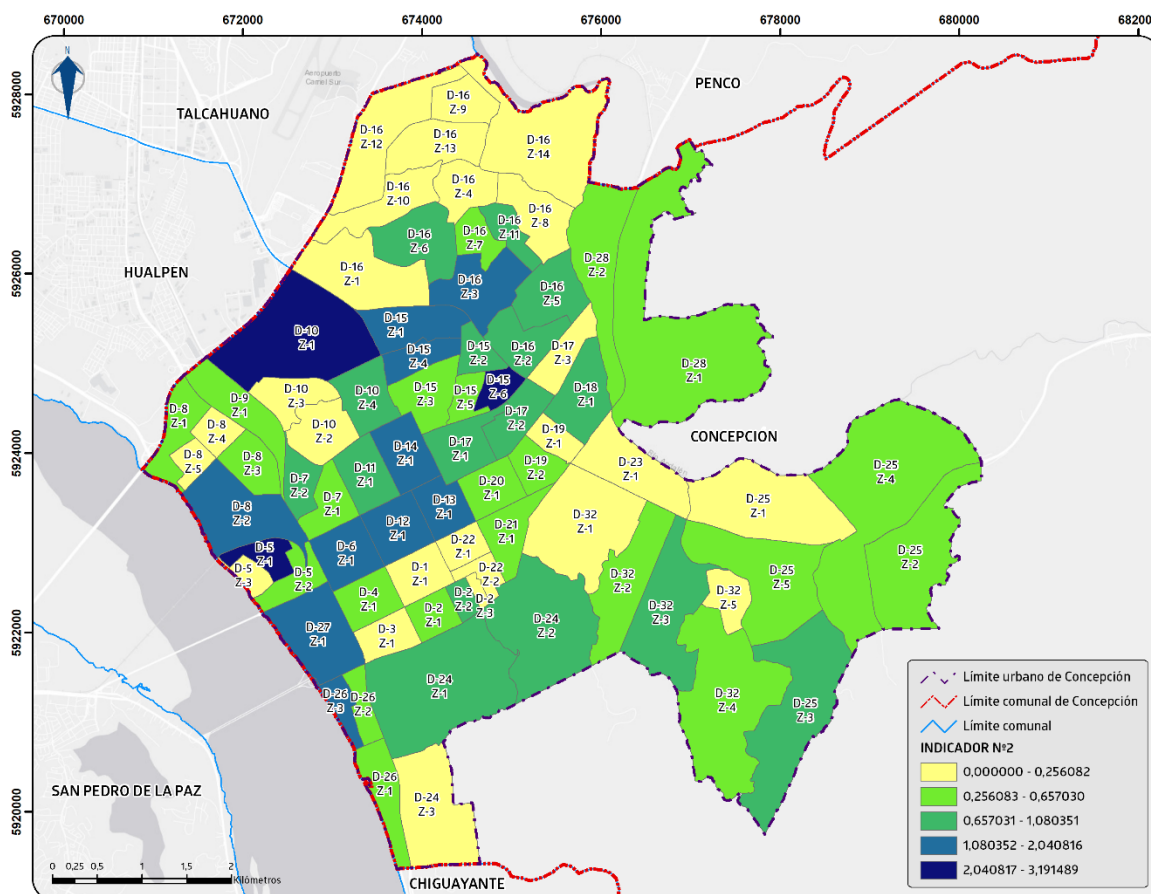 670000
672000
674000
676000
678000
680000
68200
5928000
5926000
5924000
5922000
5920000
N
Aeropuerto
Carriel Sur
PENCO
TALCAHUANO
HUALPEN
CONCEPCION
SAN PEDRO DE LA PAZ
CHIGUAYANTE
D-16
Z-9
D-16
Z-12
D-16
Z-13
D-16
Z-14
D-16
Z-10
D-16
Z-4
D-16
Z-8
D-16
Z-6
D-16
Z-7
D-16
Z-11
D-28
Z-2
D-16
Z-1
D-16
Z-3
D-16
Z-5
D-10
Z-1
D-15
Z-1
D-15
Z-4
D-15
Z-2
D-16
Z-2
D-17
Z-3
D-28
Z-1
D-8
Z-1
D-9
Z-1
D-10
Z-3
D-10
Z-4
D-15
Z-3
D-15
Z-5
D-15
Z-6
D-18
Z-1
D-8
Z-4
D-10
Z-2
D-17
Z-2
D-8
Z-5
D-8
Z-3
D-14
Z-1
D-17
Z-1
D-19
Z-1
D-7
Z-2
D-11
Z-1
D-19
Z-2
D-23
Z-1
D-25
Z-4
D-8
Z-2
D-7
Z-1
D-13
Z-1
D-20
Z-1
D-25
Z-1
D-12
Z-1
D-21
Z-1
D-32
Z-1
D-5
Z-1
D-6
Z-1
D-22
Z-1
D-25
Z-2
D-5
Z-3
D-5
Z-2
D-1
Z-1
D-22
Z-2
D-32
Z-2
D-25
Z-5
D-4
Z-1
D-2
Z-2
D-2
Z-3
D-32
Z-5
D-27
Z-1
D-3
Z-1
D-2
Z-1
D-24
Z-2
D-32
Z-3
D-26
Z-3
D-26
Z-2
D-24
Z-1
D-32
Z-4
D-25
Z-3
D-26
Z-1
D-24
Z-3
Límite urbano de Concepción
Límite comunal de Concepción
Límite comunal
INDICADOR Nº2
0,000000 - 0,256082
0,256083 - 0,657030
0,657031 - 1,080351
1,080352 - 2,040816
2,040817 - 3,191489
0 0,25 0,5 1 1,5 2
Kilómetros